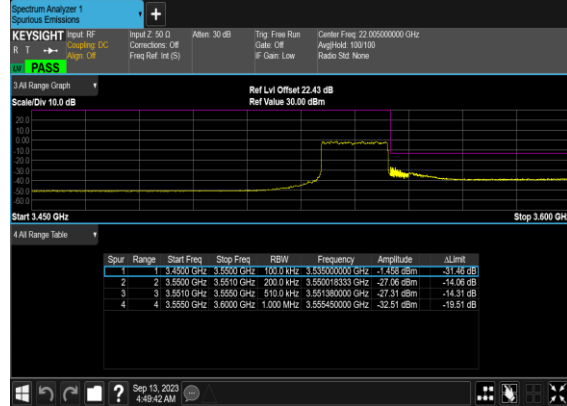 Spectrum Analyzer 1
Spurious Emissions
+
KEYSIGHT Input: RF Input Z: 50 Ω Atten: 30 dB Trig: Free Run Center Freq: 22.005000000 GHz
R T Coupling: DC Corrections: Off Gate: Off Avg|Hold: 100/100
Align: Off Freq Ref: Int (S) IF Gain: Low Radio Std: None
PASS
3 All Range Graph
Ref Lvl Offset 22.43 dB
Scale/Div 10.0 dB Ref Value 30.00 dBm
20.0
10.0
0.00
-10.0
-20.0
-30.0
-40.0
-50.0
-60.0
Start 3.450 GHz Stop 3.600 GHz
4 All Range Table
Spur Range Start Freq Stop Freq RBW Frequency Amplitude ΔLimit
1 1 3.4500 GHz 3.5500 GHz 100.0 kHz 3.535000000 GHz -1.458 dBm -31.46 dB
2 2 3.5500 GHz 3.5510 GHz 200.0 kHz 3.550018333 GHz -27.06 dBm -14.06 dB
3 3 3.5510 GHz 3.5550 GHz 510.0 kHz 3.551380000 GHz -27.31 dBm -14.31 dB
4 4 3.5550 GHz 3.6000 GHz 1.000 MHz 3.555450000 GHz -32.51 dBm -19.51 dB
? Sep 13, 2023
4:49:42 AM